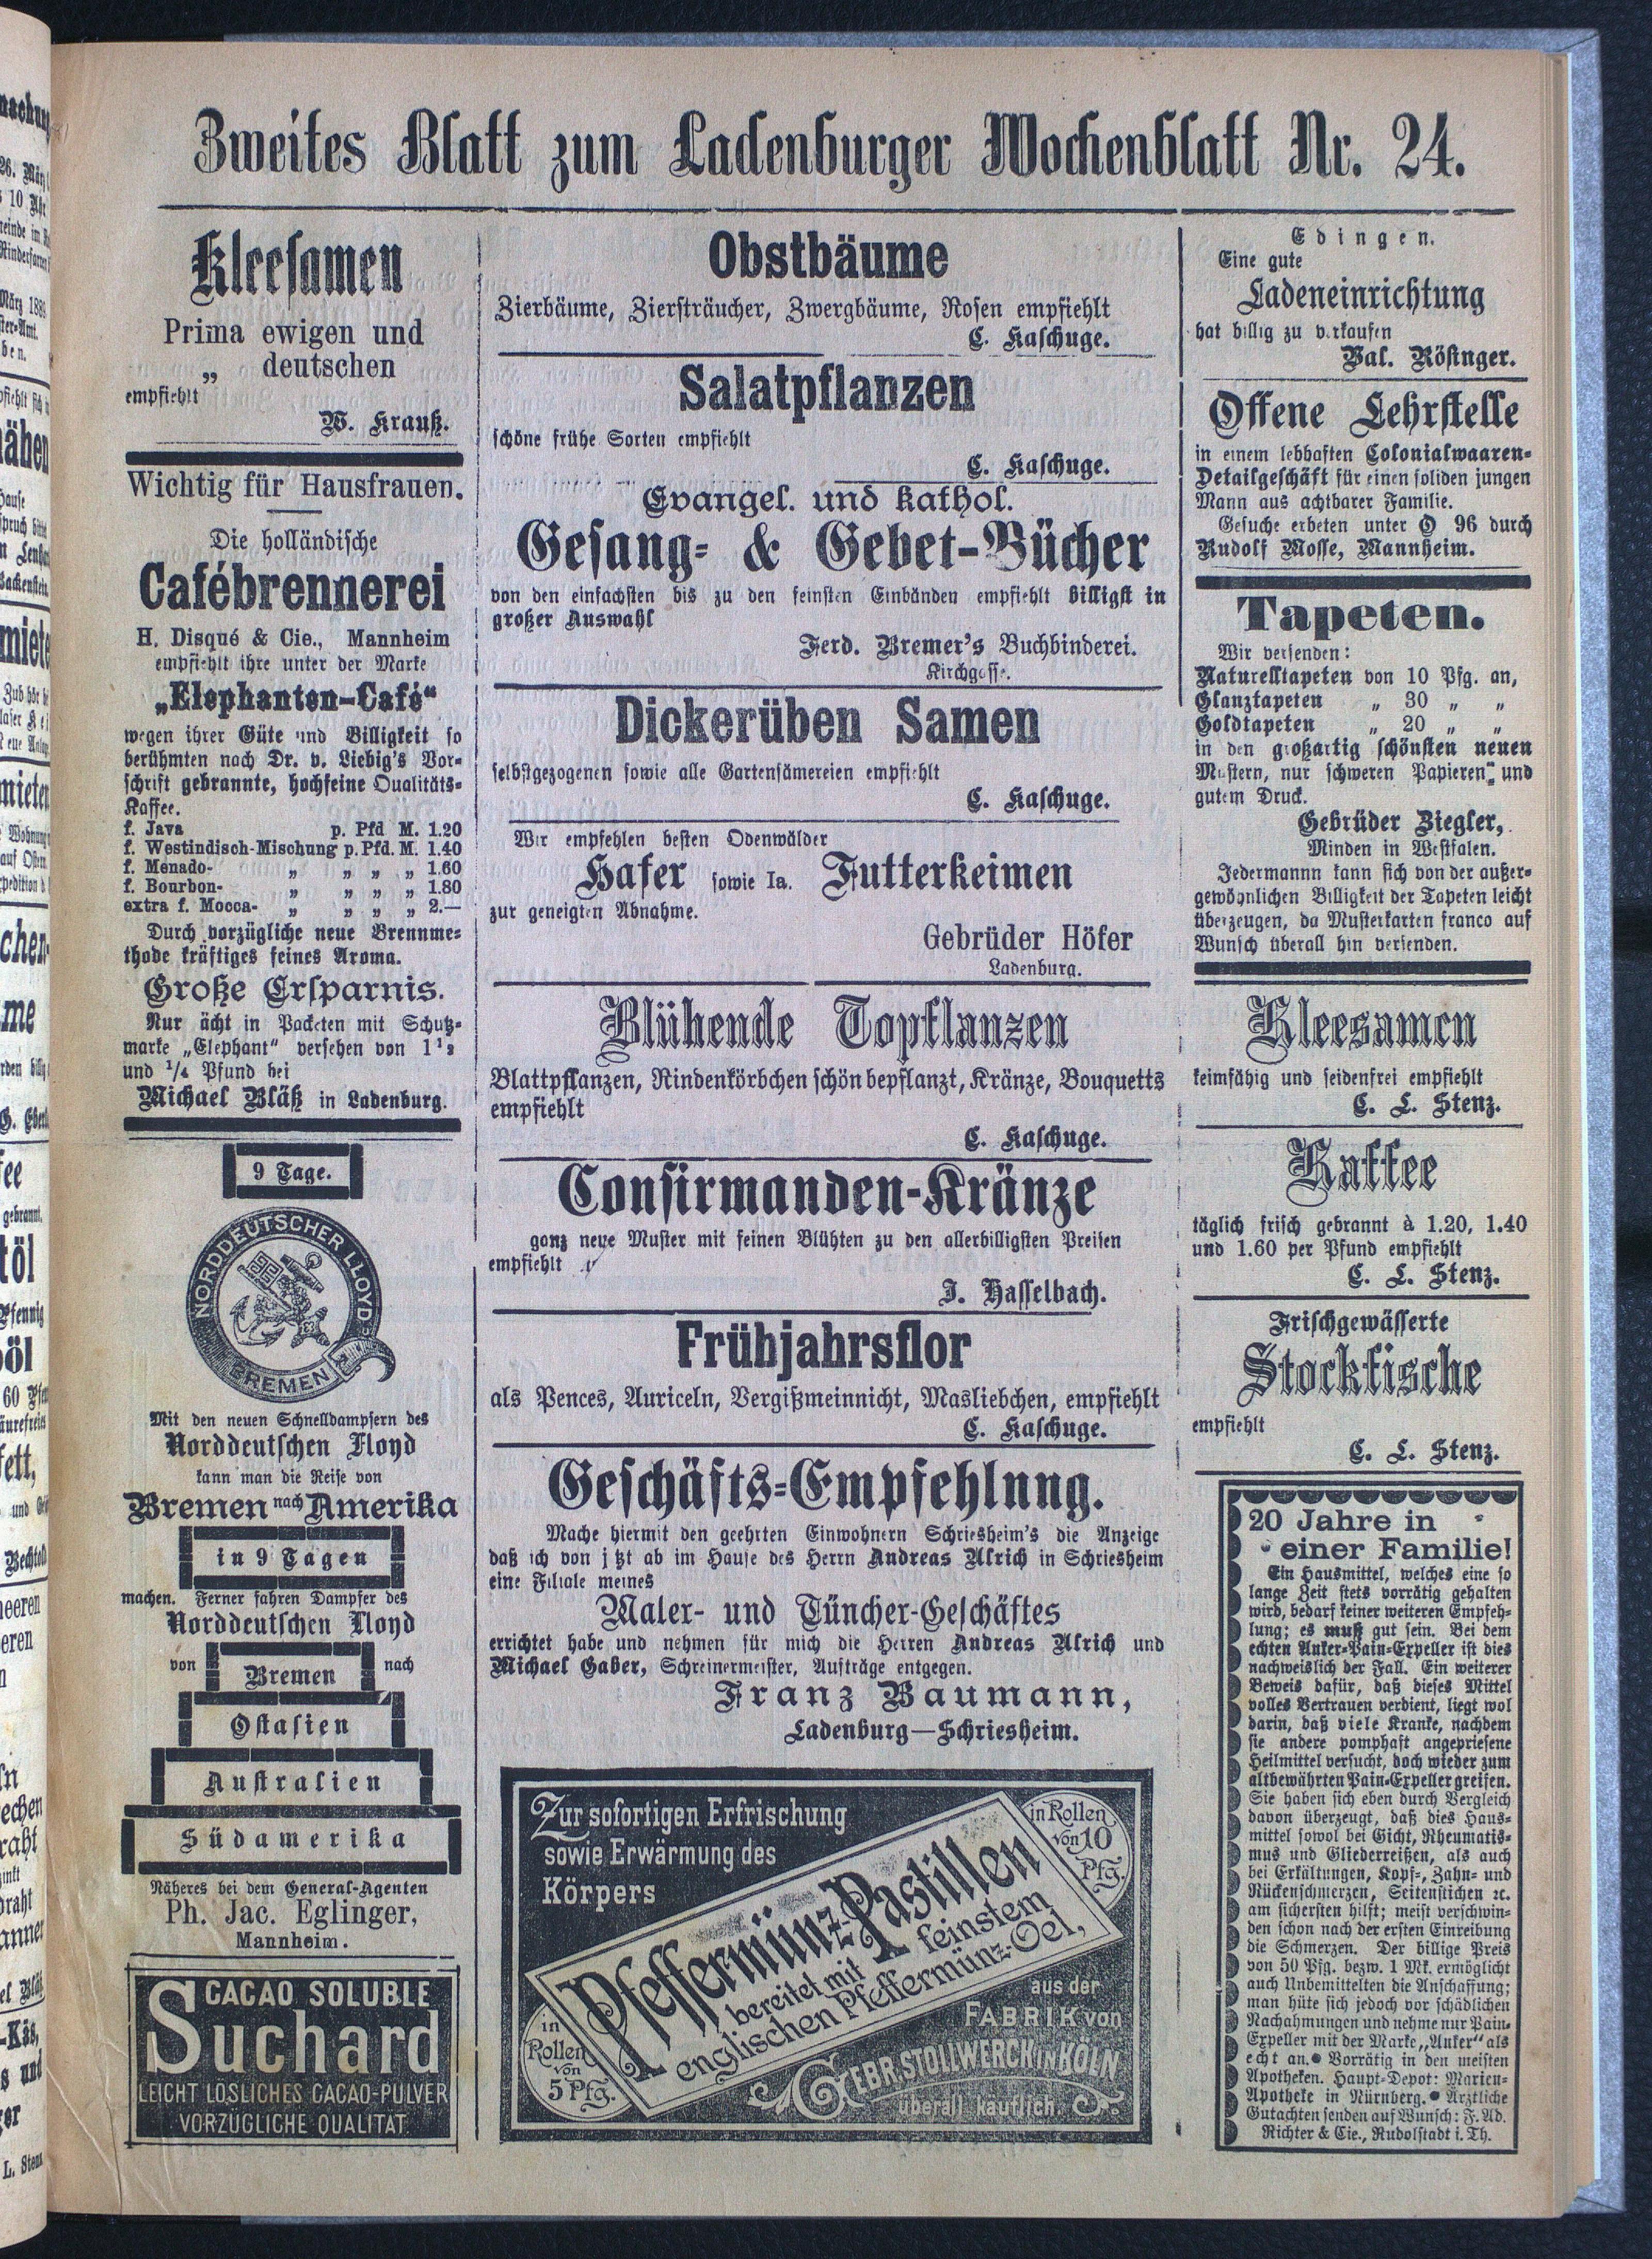 Zweites Blatt zum Ladenburger Wochenblatt Nr. 24.
Kleesamen
Prima ewigen und
„ deutschen
empfiehlt
W. Krauß.
Wichtig für Hausfrauen.
Die holländische
Cafébrennerei
H. Disqué & Cie., Mannheim
empfiehlt ihre unter der Marke
„Elephanten-Café“
wegen ihrer Güte und Billigkeit so
berühmten nach Dr. v. Liebig's Vor-
schrift gebrannte, hochfeine Qualitäts-
Kaffee.
f. Java p. Pfd M. 1.20
f. Westindisch-Mischung p. Pfd. M. 1.40
f. Menado- „ „ „ „ 1.60
f. Bourbon- „ „ „ „ 1.80
extra f. Mocca- „ „ „ „ 2.—
Durch vorzügliche neue Brennme-
thode kräftiges feines Aroma.
Große Ersparnis.
Nur ächt in Packeten mit Schutz-
marke „Elephant“ versehen von 1 1/2
und 1/4 Pfund bei
Michael Bläß in Ladenburg.
9 Tage.
NORDDEUTSCHER LLOYD
BREMEN
Mit den neuen Schnelldampfern des
Norddeutschen Lloyd
kann man die Reise von
Bremen nach Amerika
in 9 Tagen
machen. Ferner fahren Dampfer des
Norddeutschen Lloyd
von Bremen nach
Ostasien
Australien
Südamerika
Näheres bei dem General-Agenten
Ph. Jac. Eglinger,
Mannheim.
CACAO SOLUBLE
Suchard
LEICHT LÖSLICHES CACAO-PULVER
VORZÜGLICHE QUALITÄT.
Obstbäume
Zierbäume, Ziersträucher, Zwergbäume, Rosen empfiehlt
C. Kaschuge.
Salatpflanzen
schöne frühe Sorten empfiehlt
C. Kaschuge.
Evangel. und kathol.
Gesang- & Gebet-Bücher
von den einfachsten bis zu den feinsten Einbänden empfiehlt billigst in
großer Auswahl
Ferd. Bremer's Buchbinderei.
Kirchgasse.
Dickerüben Samen
selbstgezogenen sowie alle Gartensämereien empfiehlt
C. Kaschuge.
Wir empfehlen besten Odenwälder
Hafer sowie Ia. Futterkeimen
zur geneigten Abnahme.
Gebrüder Höfer
Ladenburg.
Blühende Topflanzen
Blattpflanzen, Rindenkörbchen schön bepflanzt, Kränze, Bouquetts
empfiehlt
C. Kaschuge.
Consirmanden-Kränze
ganz neue Muster mit feinen Blühten zu den allerbilligsten Preisen
empfiehlt
J. Hasselbach.
Frühjahrsflor
als Pences, Auriceln, Vergißmeinnicht, Masliebchen, empfiehlt
C. Kaschuge.
Geschäfts-Empfehlung.
Mache hiermit den geehrten Einwohnern Schriesheim's die Anzeige
daß ich von jtzt ab im Hause des Herrn Andreas Ulrich in Schriesheim
eine Filiale meines
Maler- und Tüncher-Geschäftes
errichtet habe und nehmen für mich die Herren Andreas Ulrich und
Michael Gaber, Schreinermeister, Aufträge entgegen.
Franz Baumann,
Ladenburg—Schriesheim.
Zur sofortigen Erfrischung
sowie Erwärmung des
Körpers
in Rollen
von 10
Pfg.
Pfeffermünz-Pastillen
bereitet mit feinstem
englischen Pfeffermünz-Oel,
in
Rollen
von
5 Pfg.
aus der
FABRIK von
GEBR. STOLLWERCK IN KÖLN
überall käuflich.
Edingen.
Eine gute
Ladeneinrichtung
hat billig zu v.rkaufen
Val. Rösinger.
Offene Lehrstelle
in einem lebhaften Colonialwaaren-
Detailgeschäft für einen soliden jungen
Mann aus achtbarer Familie.
Gesuche erbeten unter O 96 durch
Rudolf Mosse, Mannheim.
Tapeten.
Wir versenden:
Naturelltapeten von 10 Pfg. an,
Glanztapeten „ 30 „ „
Goldtapeten „ 20 „ „
in den großartig schönsten neuen
Mustern, nur schweren Papieren und
gutem Druck.
Gebrüder Ziegler,
Minden in Westfalen.
Jedermannn kann sich von der außer-
gewöhnlichen Billigkeit der Tapeten leicht
überzeugen, da Musterkarten franco auf
Wunsch überall hin versenden.
Kleesamen
keimfähig und seidenfrei empfiehlt
C. L. Stenz.
Kaffee
täglich frisch gebrannt à 1.20, 1.40
und 1.60 per Pfund empfiehlt
C. L. Stenz.
Frischgewässerte
Stockfische
empfiehlt
C. L. Stenz.
20 Jahre in
einer Familie!
Ein Hausmittel, welches eine so
lange Zeit stets vorrätig gehalten
wird, bedarf keiner weiteren Empfeh-
lung; es muß gut sein. Bei dem
echten Anker-Pain-Expeller ist dies
nachweislich der Fall. Ein weiterer
Beweis dafür, daß dieses Mittel
volles Vertrauen verdient, liegt wol
darin, daß viele Kranke, nachdem
sie andere pomphaft angepriesene
Heilmittel versucht, doch wieder zum
altbewährten Pain-Expeller greifen.
Sie haben sich eben durch Vergleich
davon überzeugt, daß dies Haus-
mittel sowol bei Gicht, Rheumatis-
mus und Gliederreißen, als auch
bei Erkältungen, Kopf-, Zahn- und
Rückenschmerzen, Seitenstichen ꝛc.
am sichersten hilft; meist verschwin-
den schon nach der ersten Einreibung
die Schmerzen. Der billige Preis
von 50 Pfg. bezw. 1 Mk. ermöglicht
auch Unbemittelten die Anschaffung;
man hüte sich jedoch vor schädlichen
Nachahmungen und nehme nur Pain-
Expeller mit der Marke „Anker“ als
echt an. Vorrätig in den meisten
Apotheken. Haupt-Depot: Marien-
Apotheke in Nürnberg. Ärztliche
Gutachten senden auf Wunsch: F. Ad.
Richter & Cie., Rudolstadt i. Th.